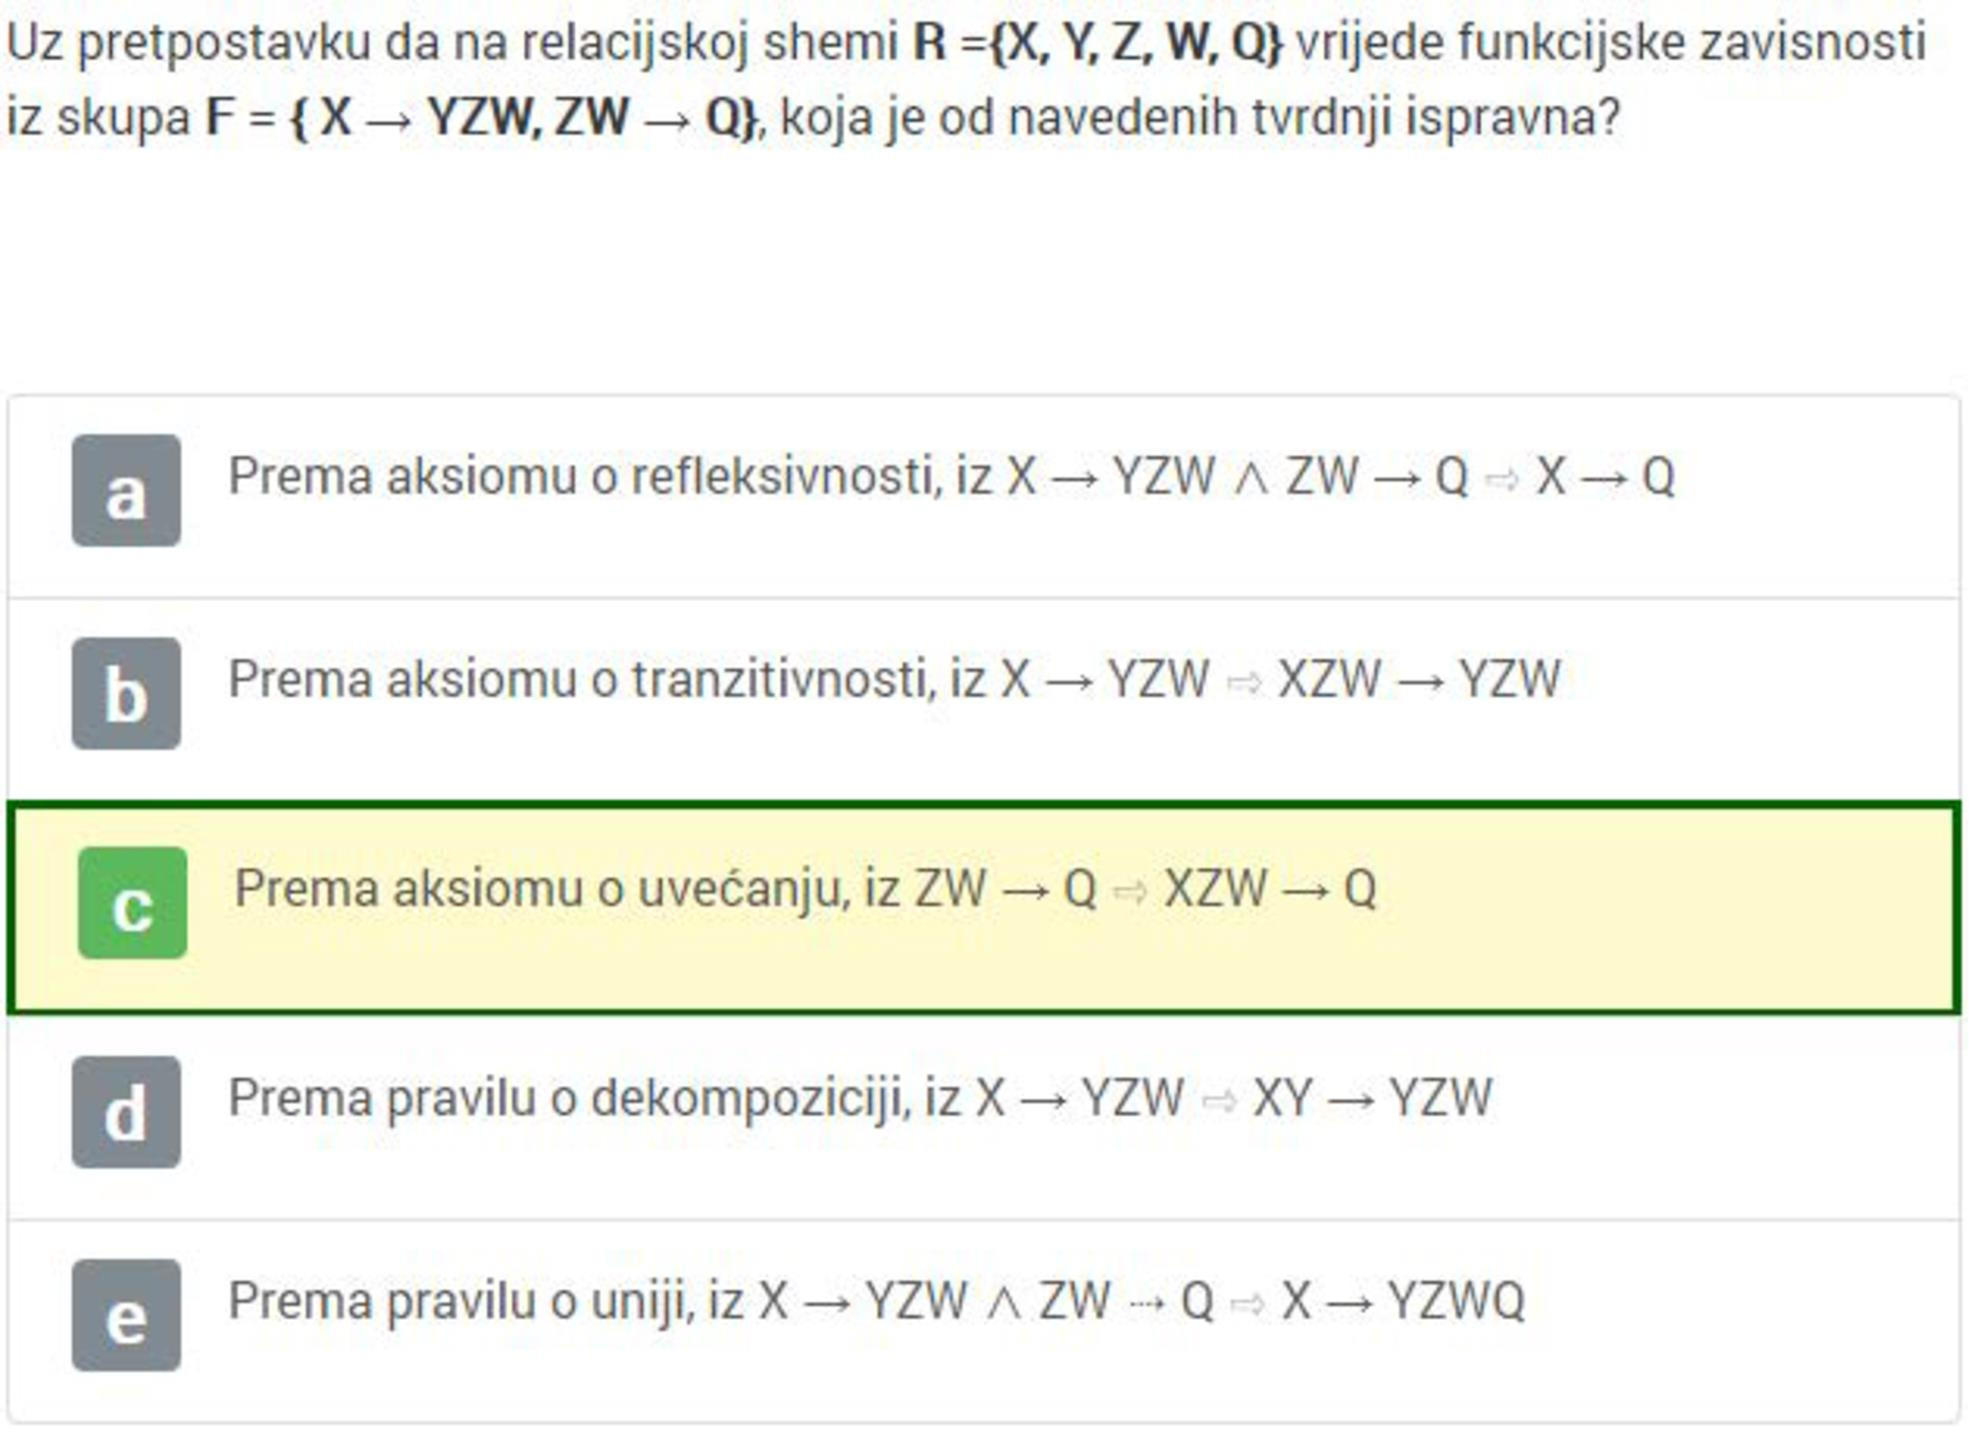 Uz pretpostavku da na relacijskoj shemi R ={X, Y, Z, W, Q} vrijede funkcijske zavisnosti
iz skupa F = { X → YZW, ZW → Q}, koja je od navedenih tvrdnji ispravna?
a Prema aksiomu o refleksivnosti, iz X → YZW ∧ ZW → Q ⇨ X → Q
b Prema aksiomu o tranzitivnosti, iz X → YZW ⇨ XZW → YZW
c Prema aksiomu o uvećanju, iz ZW → Q ⇨ XZW → Q
d Prema pravilu o dekompoziciji, iz X → YZW ⇨ XY → YZW
e Prema pravilu o uniji, iz X → YZW ∧ ZW ⇢ Q ⇨ X → YZWQ